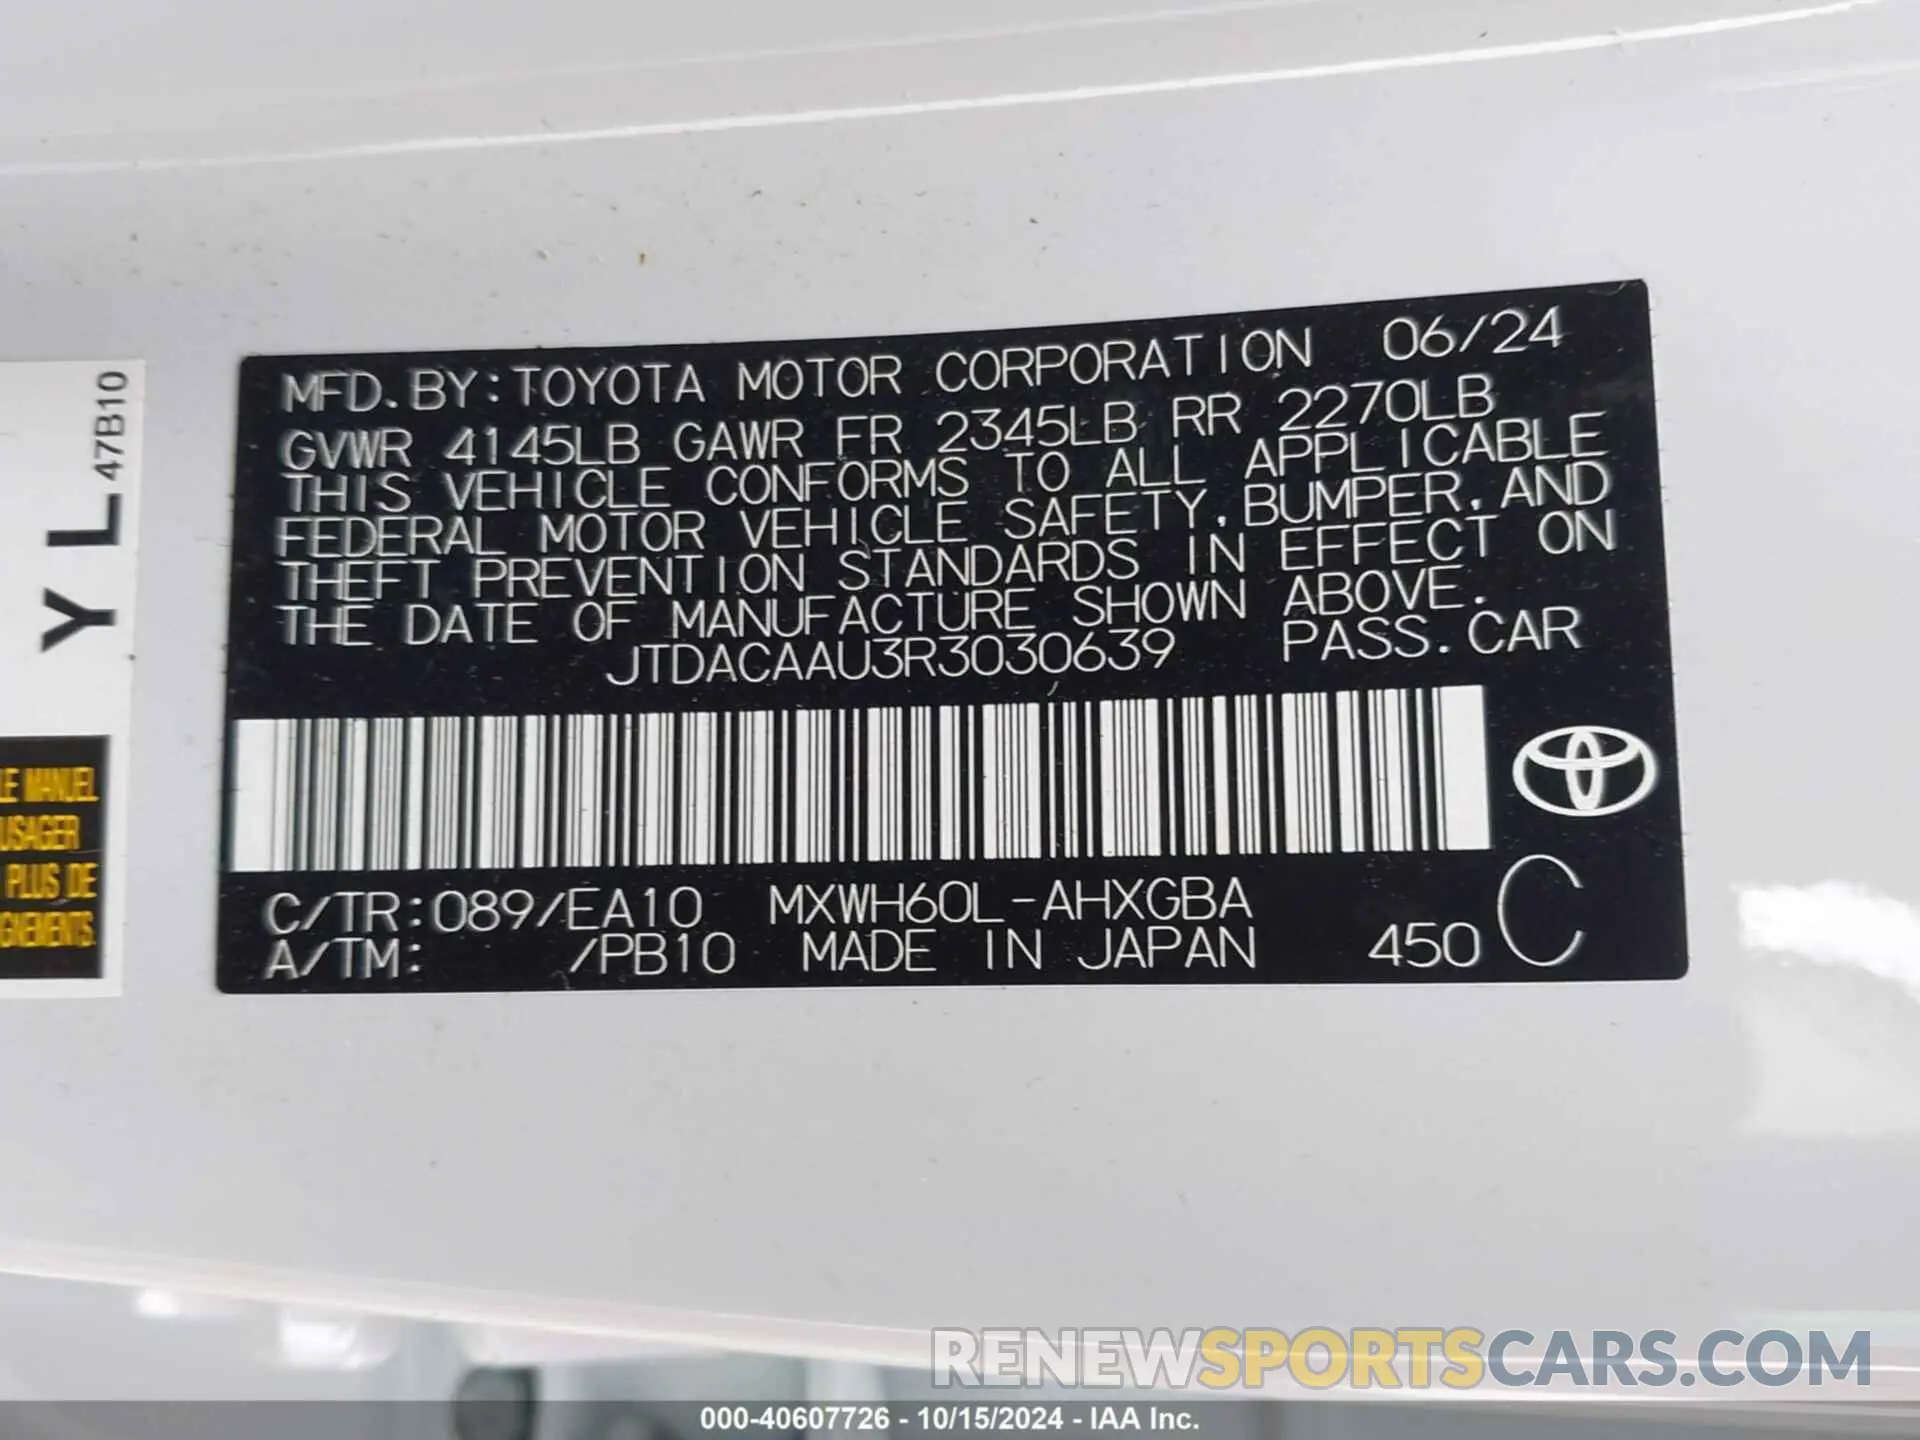 MFD. BY: TOYOTA MOTOR CORPORATION 06/24
GVWR 4145LB GAWR FR 2345LB RR 2270LB
THIS VEHICLE CONFORMS TO ALL APPLICABLE
FEDERAL MOTOR VEHICLE SAFETY, BUMPER, AND
THEFT PREVENTION STANDARDS IN EFFECT ON
THE DATE OF MANUFACTURE SHOWN ABOVE.
JTDACAAU3R3030639 PASS. CAR
C/TR: 089/EA10 MXWH60L-AHXGBA
A/TM: /PB10 MADE IN JAPAN 450 C
Y L 47B10
LE MANUEL
USAGER
PLUS DE
GNEMENTS.
RENEWSPORTSCARS.COM
000-40607726 - 10/15/2024 - IAA Inc.